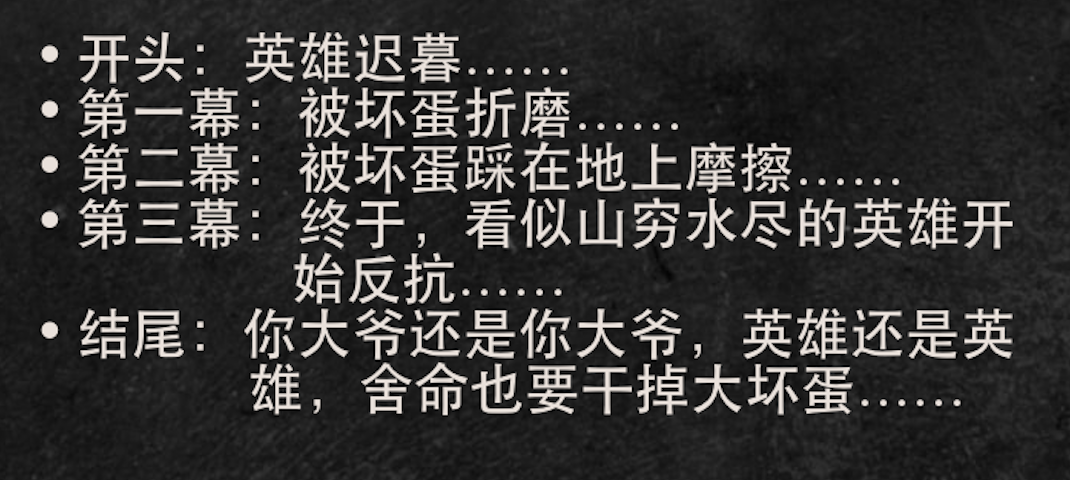 • 开头：英雄迟暮……
• 第一幕：被坏蛋折磨……
• 第二幕：被坏蛋踩在地上摩擦……
• 第三幕：终于，看似山穷水尽的英雄开
始反抗……
• 结尾：你大爷还是你大爷，英雄还是英
雄，舍命也要干掉大坏蛋……